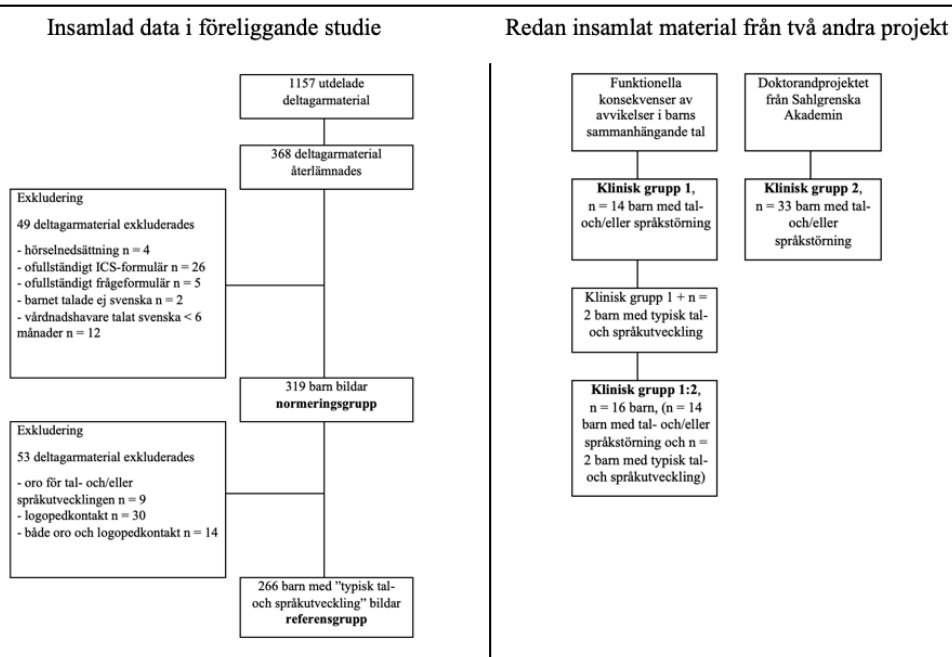 Insamlad data i föreliggande studie
1157 utdelade
deltagarmaterial
368 deltagarmaterial
återlämnades
Exkludering
49 deltagarmaterial exkluderades
- hörselnedsättning n = 4
- ofullständigt ICS-formulär n = 26
- ofullständigt frågeformulär n = 5
- barnet talade ej svenska n = 2
- vårdnadshavare talat svenska < 6
månader n = 12
319 barn bildar
normeringsgrupp
Exkludering
53 deltagarmaterial exkluderades
- oro för tal- och/eller
språkutvecklingen n = 9
- logopedkontakt n = 30
- både oro och logopedkontakt n = 14
266 barn med ”typisk tal-
och språkutveckling” bildar
referensgrupp
Redan insamlat material från två andra projekt
Funktionella
konsekvenser av
avvikelser i barns
sammanhängande tal
Klinisk grupp 1,
n = 14 barn med tal-
och/eller språkstörning
Klinisk grupp 1 + n =
2 barn med typisk tal-
och språkutveckling
Klinisk grupp 1:2,
n = 16 barn, (n = 14
barn med tal- och/eller
språkstörning och n =
2 barn med typisk tal-
och språkutveckling)
Doktorandprojektet
från Sahlgrenska
Akademin
Klinisk grupp 2,
n = 33 barn med tal-
och/eller
språkstörning